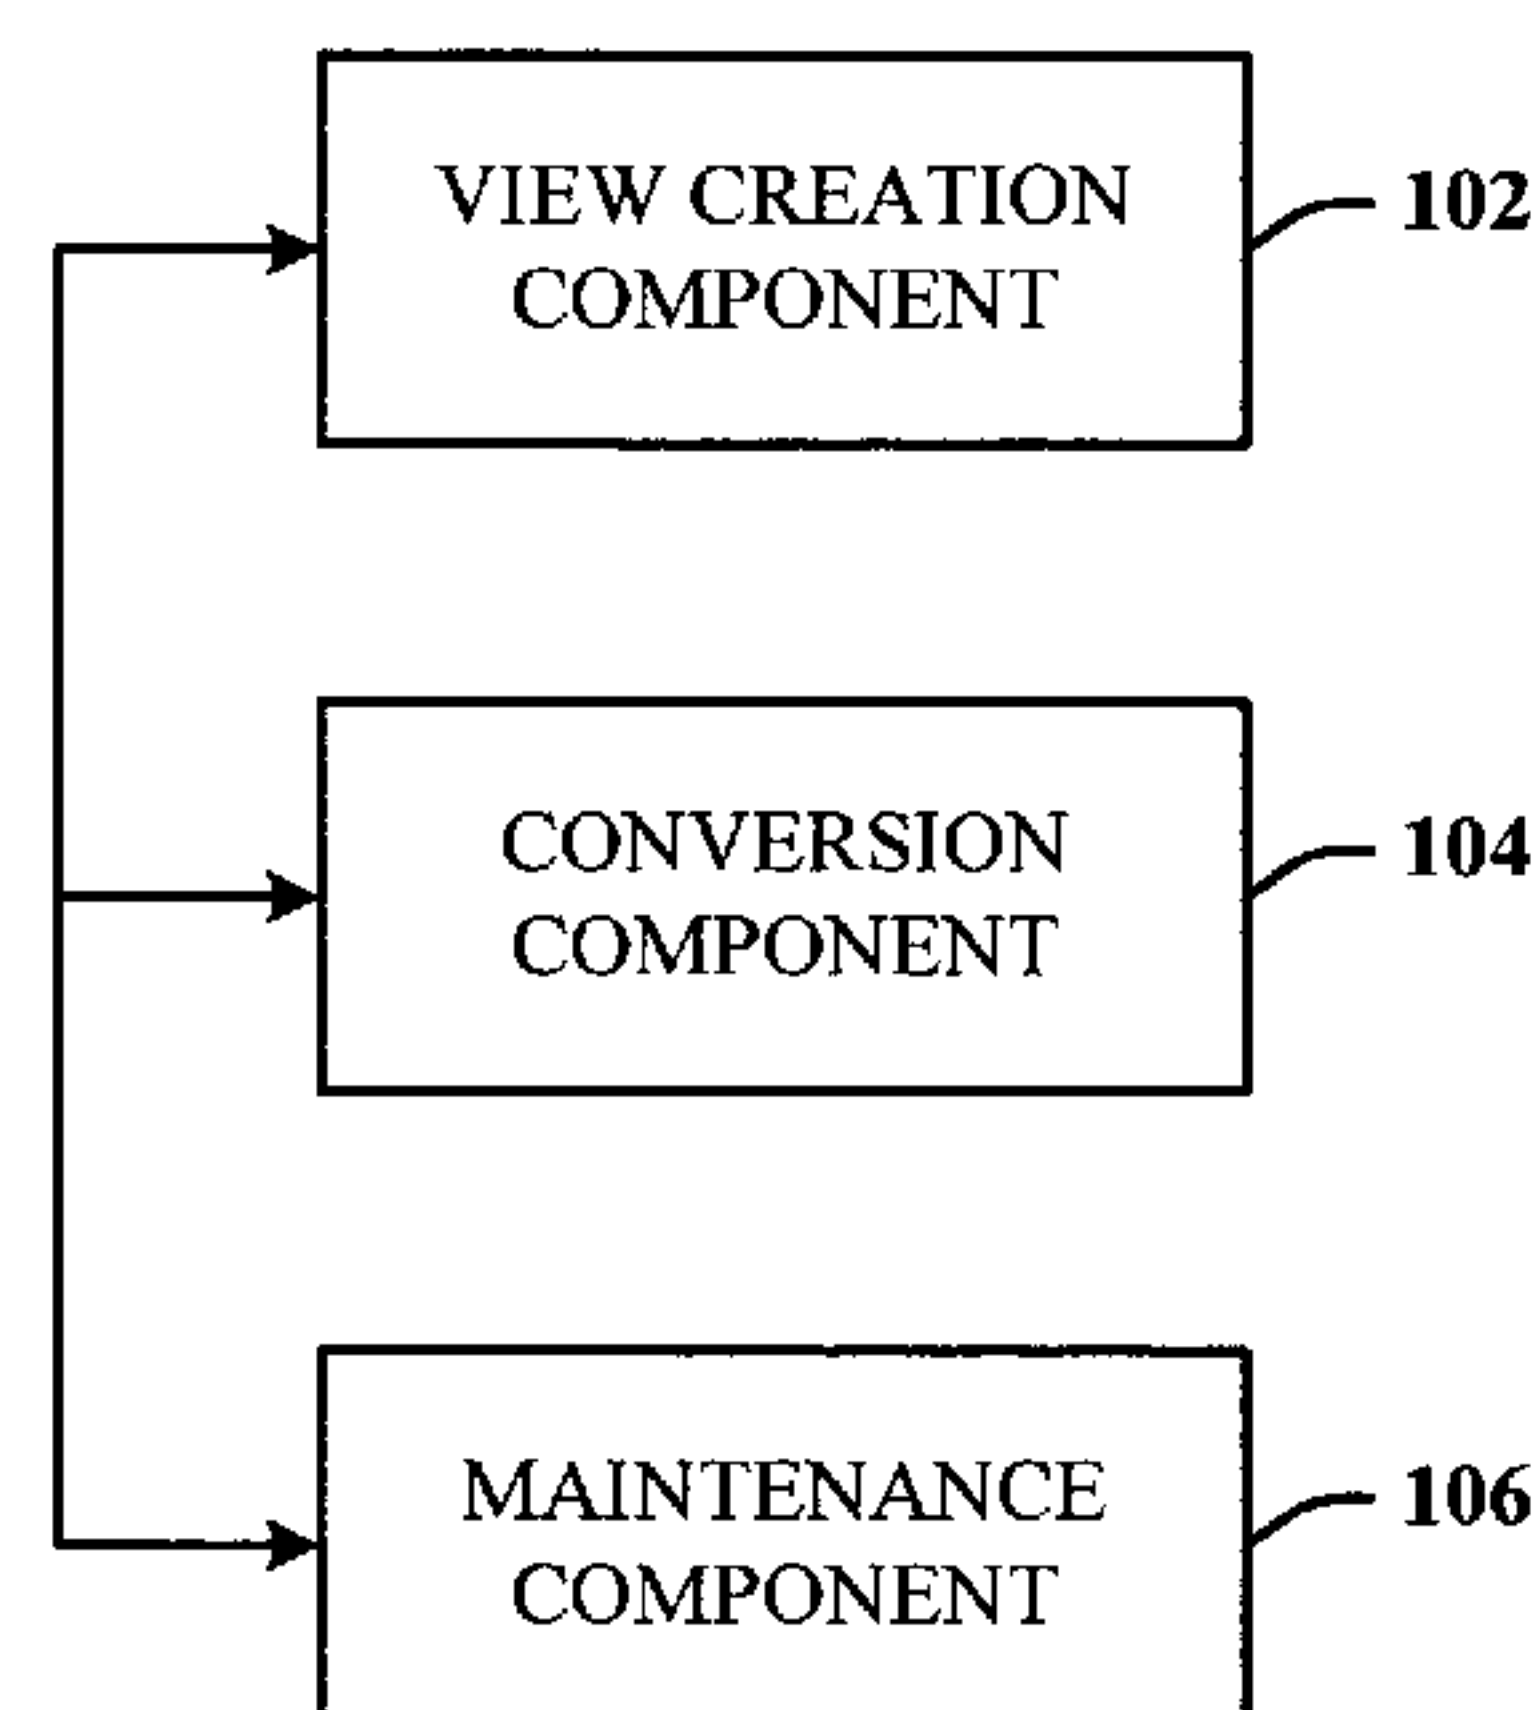 VIEW CREATION
COMPONENT
102
CONVERSION
COMPONENT
104
MAINTENANCE
COMPONENT
106